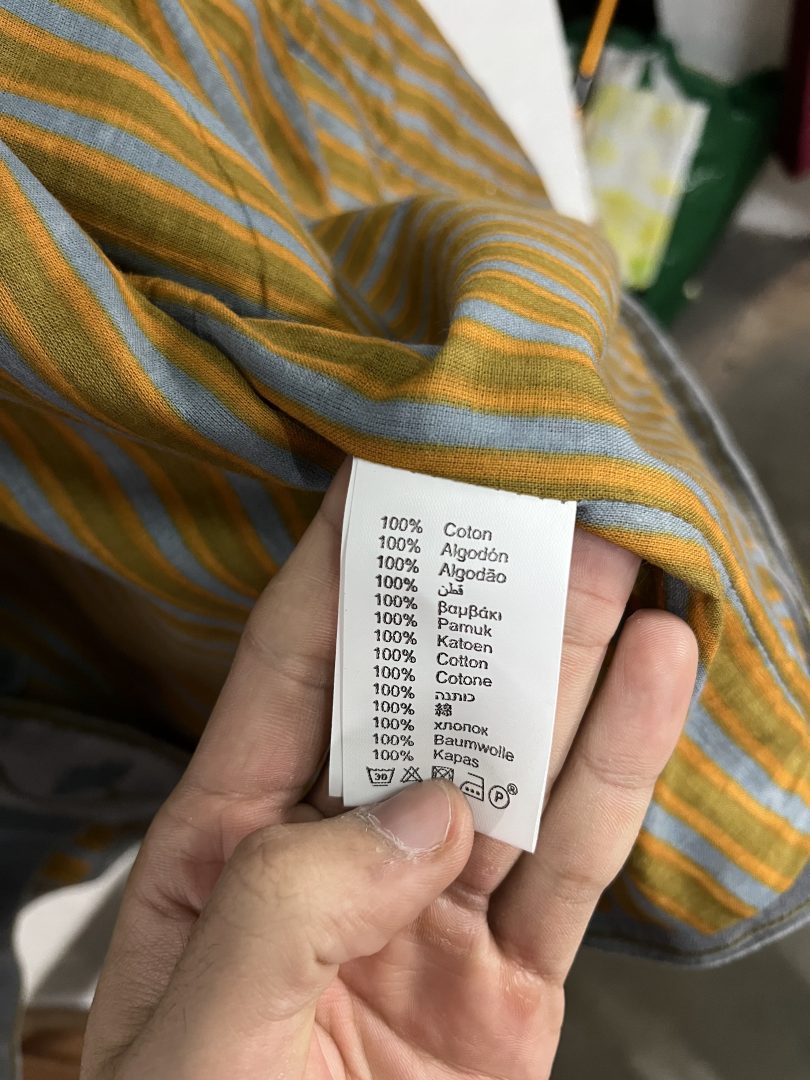 100% Coton
100% Algodón
100% Algodão
100% قطن
100% βαμβάκι
100% Pamuk
100% Katoen
100% Cotton
100% Cotone
100% כותנה
100% 綿
100% хлопок
100% Baumwolle
100% Kapas
30 P ®